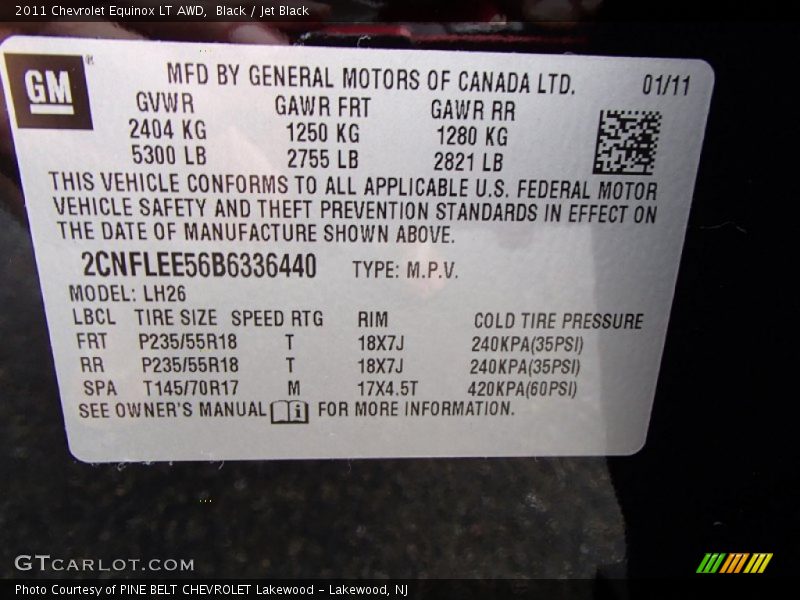 2011 Chevrolet Equinox LT AWD,  Black / Jet Black
GM
MFD BY GENERAL MOTORS OF CANADA LTD. 01/11
GVWR GAWR FRT GAWR RR
2404 KG 1250 KG 1280 KG
5300 LB 2755 LB 2821 LB
THIS VEHICLE CONFORMS TO ALL APPLICABLE U.S. FEDERAL MOTOR
VEHICLE SAFETY AND THEFT PREVENTION STANDARDS IN EFFECT ON
THE DATE OF MANUFACTURE SHOWN ABOVE.
2CNFLEE56B6336440 TYPE: M.P.V.
MODEL: LH26
LBCL TIRE SIZE SPEED RTG RIM COLD TIRE PRESSURE
FRT P235/55R18 T 18X7J 240KPA(35PSI)
RR P235/55R18 T 18X7J 240KPA(35PSI)
SPA T145/70R17 M 17X4.5T 420KPA(60PSI)
SEE OWNER'S MANUAL i FOR MORE INFORMATION.
GTCARLOT.COM
Photo Courtesy of PINE BELT CHEVROLET Lakewood - Lakewood, NJ